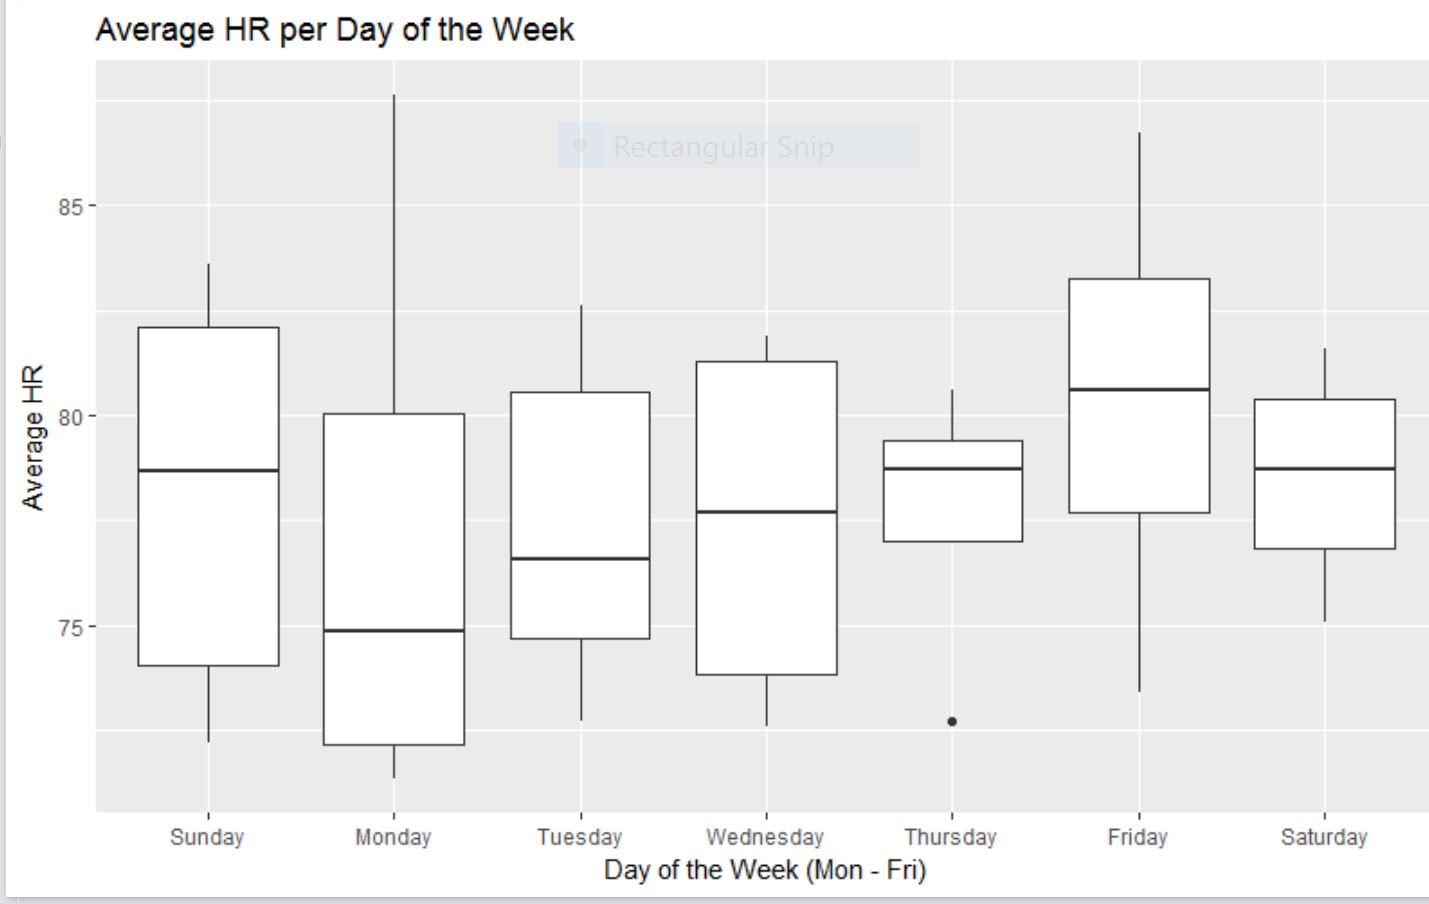 Average HR per Day of the Week
Rectangular Snip
85
80
75
Average HR
Sunday Monday Tuesday Wednesday Thursday Friday Saturday
Day of the Week (Mon - Fri)